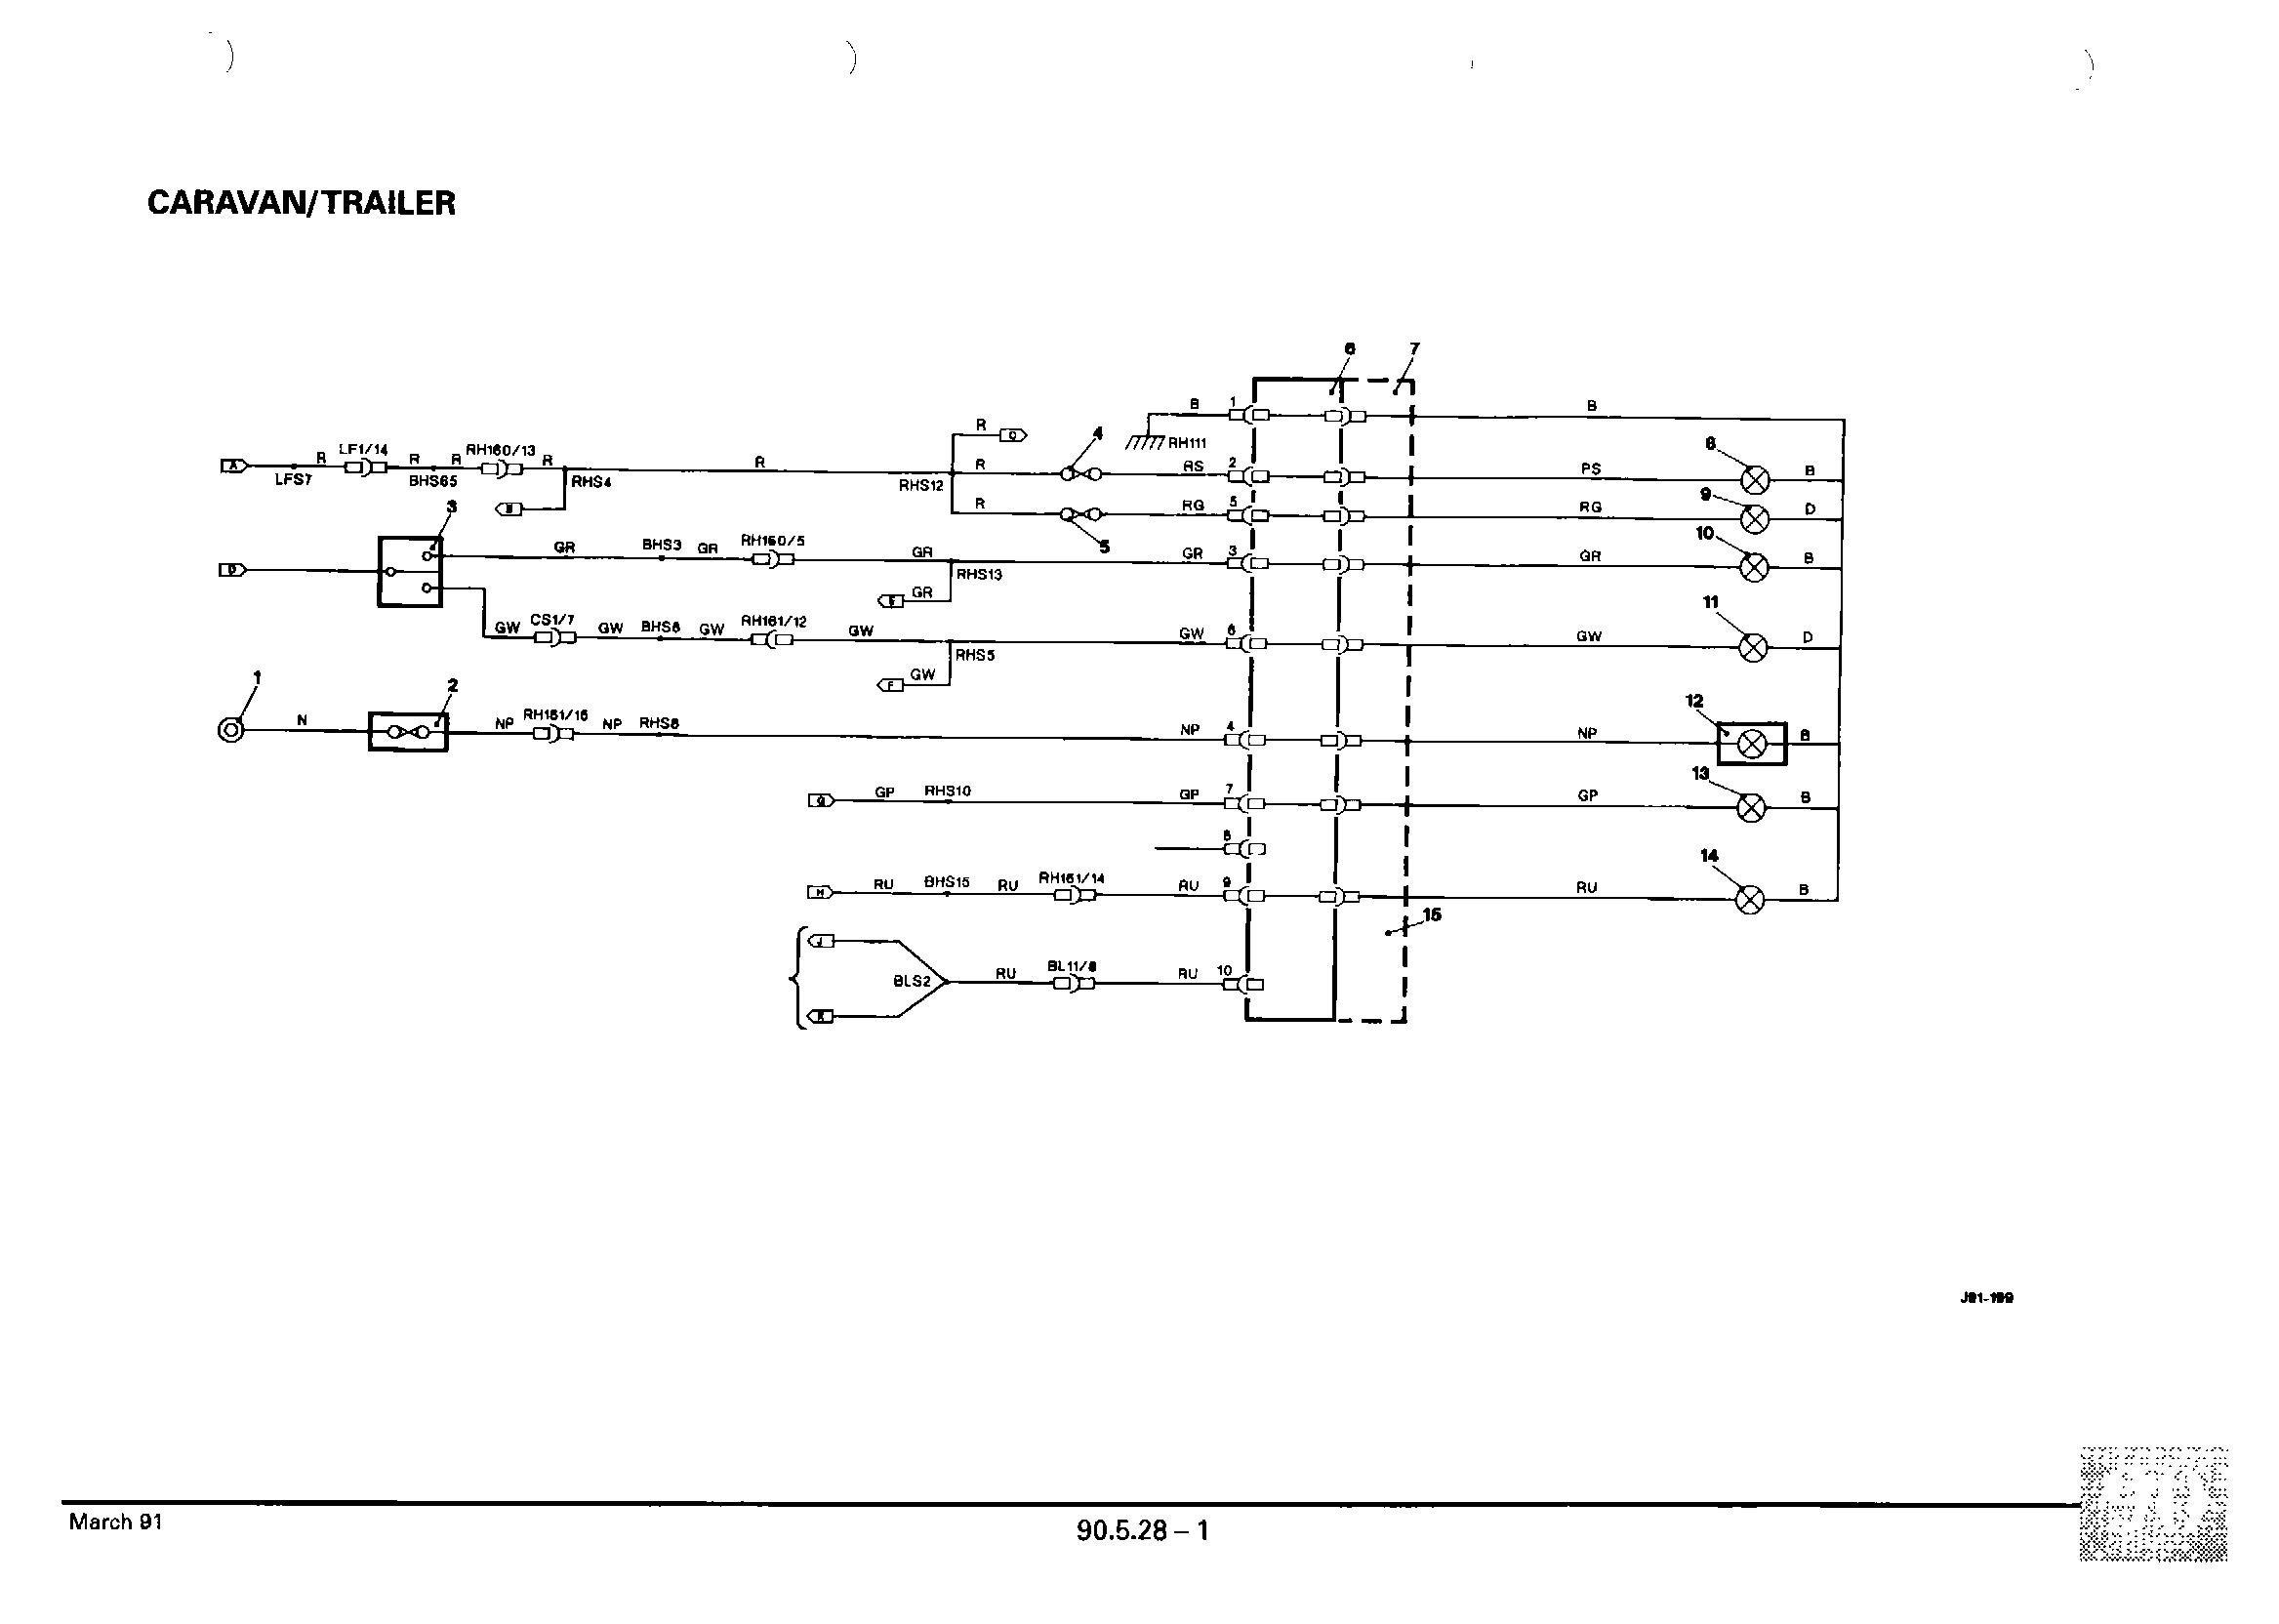 CARAVAN/TRAILER
6 7
B 1 B
R
4
RH111
8
A R LF1/14 R R RH160/13 R R R RS 2 PS B
LFS7 BHS65 RHS4 RHS12
3 9
R RG 5 RG D
5 10
GR BHS3 GR RH160/5 GR GR 3 GR B
D RHS13
GR
11
GW CS1/7 GW BHS6 GW RH161/12 GW GW 6 GW D
RHS5
F GW
1 2 12
N NP RH161/16 NP RHS8 NP 4 NP B
13
G GP RHS10 GP 7 GP B
8
14
H RU BHS15 RU RH161/14 RU 9 RU B
15
J
BLS2 RU BL11/8 RU 10
K
J91-199
March 91
90.5.28 – 1